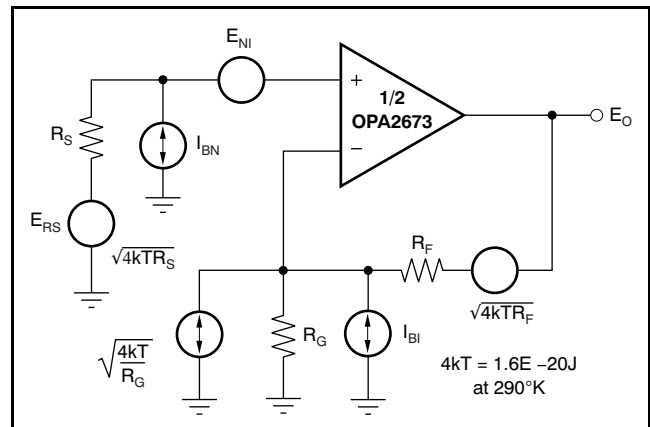 E_NI
+
1/2
OPA2673
−
E_O
R_S
I_BN
E_RS
√4kTR_S
R_F
√4kTR_F
√4kT/R_G
R_G
I_BI
4kT = 1.6E −20J
at 290°K